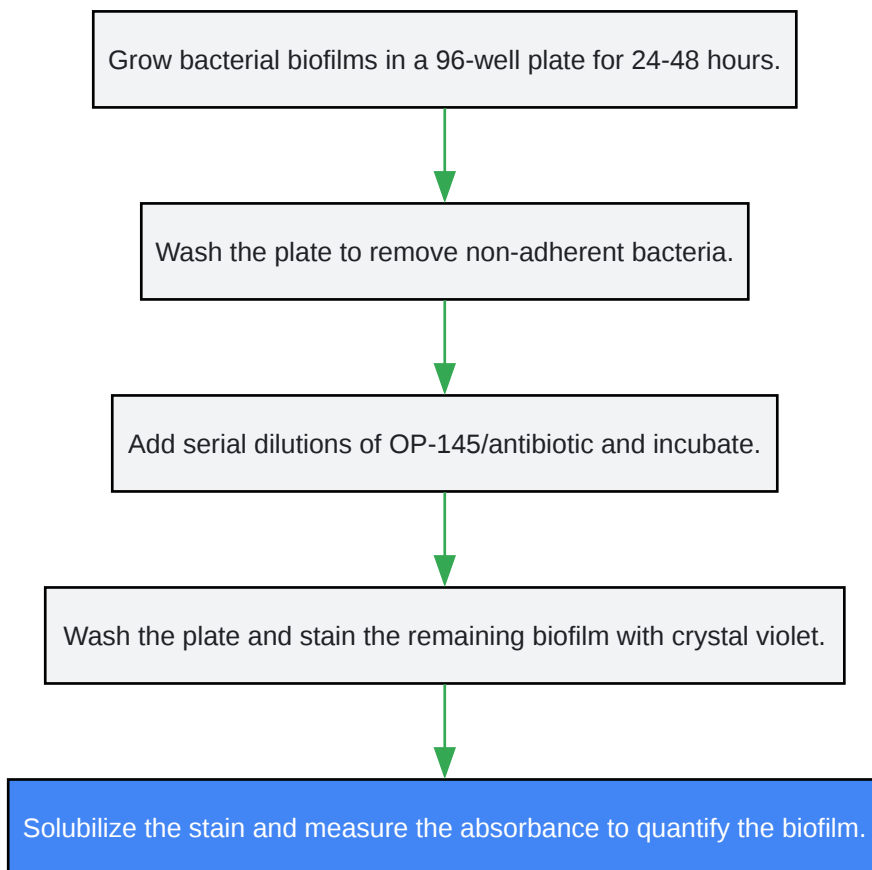 Grow bacterial biofilms in a 96-well plate for 24-48 hours.
Wash the plate to remove non-adherent bacteria.
Add serial dilutions of OP-145/antibiotic and incubate.
Wash the plate and stain the remaining biofilm with crystal violet.
Solubilize the stain and measure the absorbance to quantify the biofilm.